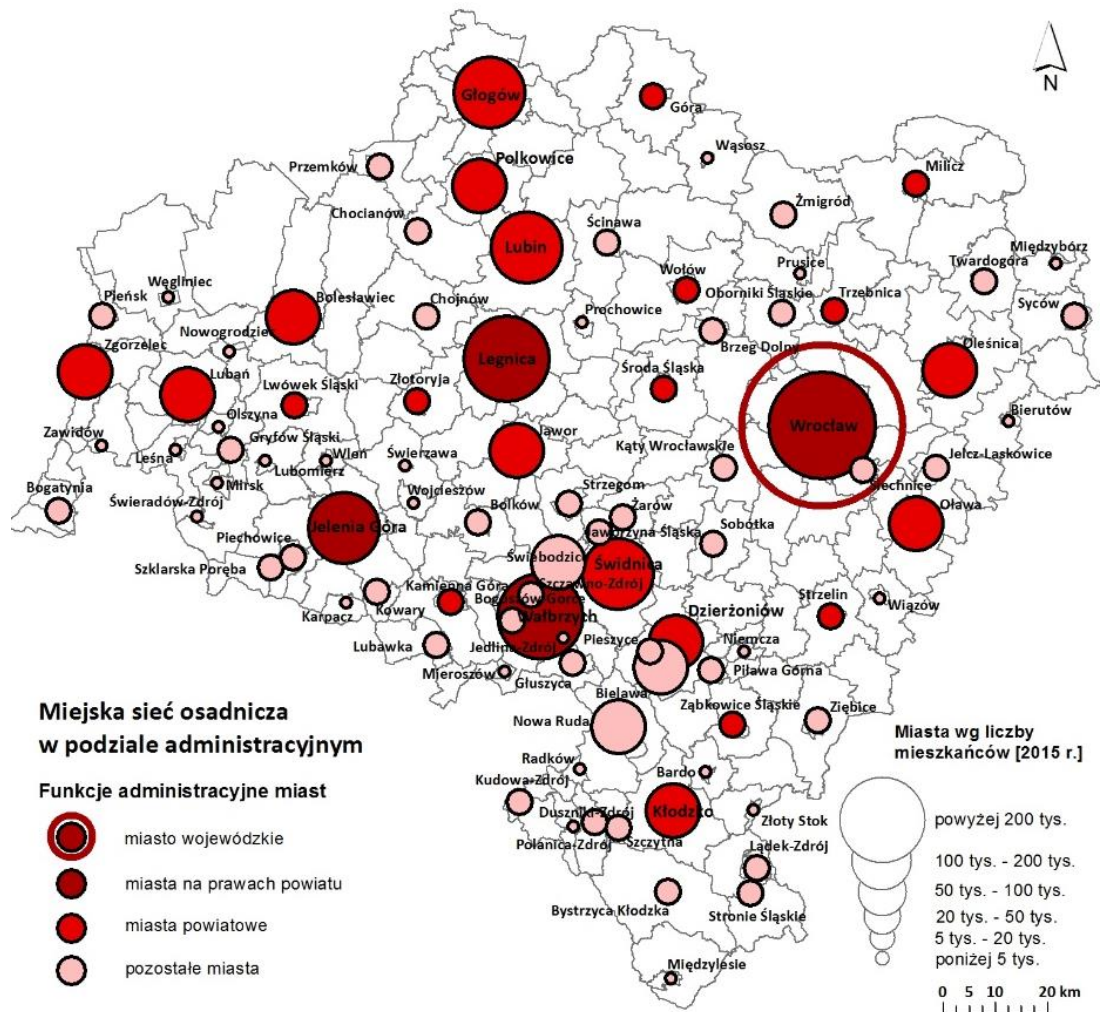 N
Głogów
Góra
Polkowice
Wąsosz
Przemków
Milicz
Żmigród
Chocianów
Ścinawa
Lubin
Międzybórz
Twardogóra
Prusice
Węgliniec
Wołów
Pieńsk
Bolesławiec
Chojnów
Oborniki Śląskie
Trzebnica
Syców
Prochowice
Nowogrodziec
Brzeg Dolny
Zgorzelec
Legnica
Oleśnica
Lubań
Środa Śląska
Lwówek Śląski
Złotoryja
Olszyna
Bierutów
Wrocław
Zawidów
Gryfów Śląski
Jawor
Kąty Wrocławskie
Leśna
Wleń
Świerzawa
Lubomierz
Jelcz-Laskowice
Siechnice
Mirsk
Bogatynia
Świeradów-Zdrój
Wojcieszów
Strzegom
Bolków
Żarów
Oława
Jelenia Góra
Jaworzyna Śląska
Sobótka
Piechowice
Świebodzice
Świdnica
Szklarska Poręba
Kamienna Góra
Szczawno-Zdrój
Boguszów-Gorce
Strzelin
Wiązów
Karpacz
Kowary
Wałbrzych
Dzierżoniów
Lubawka
Jedlina-Zdrój
Pieszyce
Niemcza
Mieroszów
Głuszyca
Piława Górna
Bielawa
Nowa Ruda
Ząbkowice Śląskie
Ziębice
Radków
Bardo
Kudowa-Zdrój
Duszniki-Zdrój
Kłodzko
Złoty Stok
Polanica-Zdrój
Szczytna
Lądek-Zdrój
Bystrzyca Kłodzka
Stronie Śląskie
Międzylesie
Miejska sieć osadnicza
w podziale administracyjnym
Funkcje administracyjne miast
miasto wojewódzkie
miasta na prawach powiatu
miasta powiatowe
pozostałe miasta
Miasta wg liczby
mieszkańców [2015 r.]
powyżej 200 tys.
100 tys. - 200 tys.
50 tys. - 100 tys.
20 tys. - 50 tys.
5 tys. - 20 tys.
poniżej 5 tys.
0 5 10 20 km